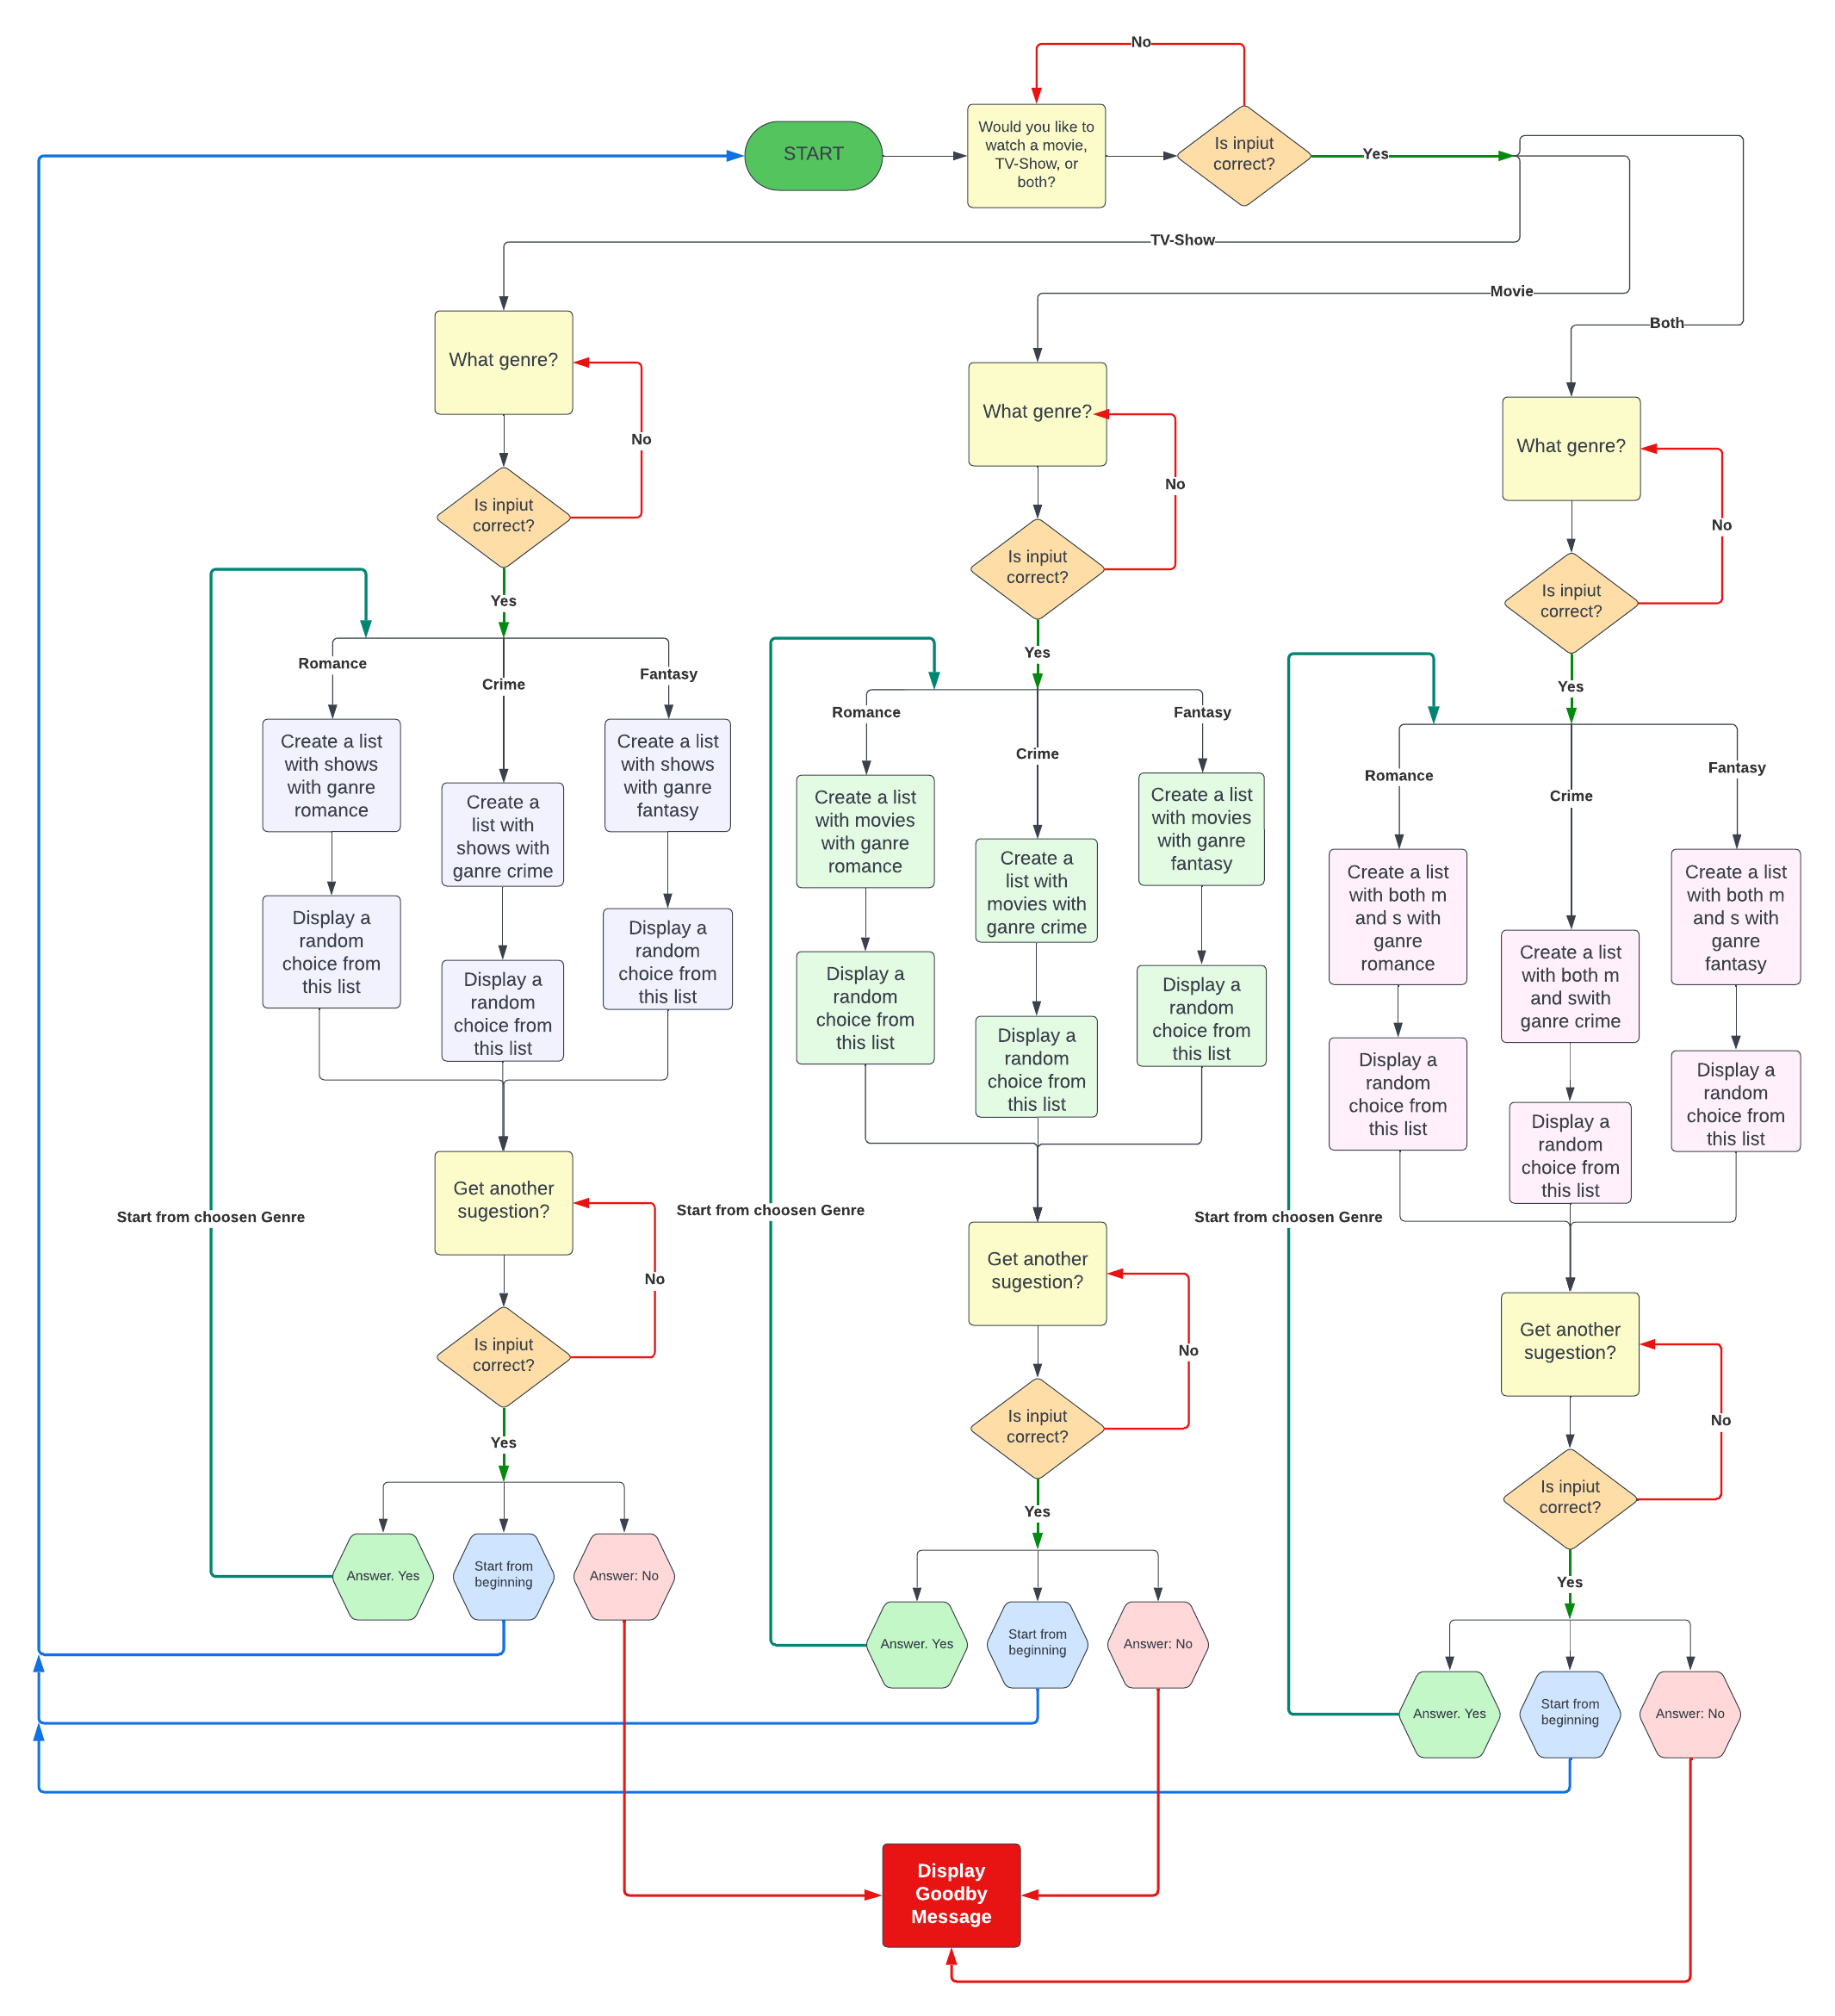 No
START
Would you like to
watch a movie,
TV-Show, or
both?
Is inpiut
correct?
Yes
TV-Show
Movie
Both
What genre?
No
Is inpiut
correct?
Yes
Romance
Crime
Fantasy
Create a list
with shows
with ganre
romance
Create a
list with
shows with
ganre crime
Create a list
with shows
with ganre
fantasy
Display a
random
choice from
this list
Display a
random
choice from
this list
Display a
random
choice from
this list
Start from choosen Genre
Get another
sugestion?
No
Is inpiut
correct?
Yes
Answer. Yes
Start from
beginning
Answer: No
What genre?
No
Is inpiut
correct?
Yes
Romance
Crime
Fantasy
Create a list
with movies
with ganre
romance
Create a
list with
movies with
ganre crime
Create a list
with movies
with ganre
fantasy
Display a
random
choice from
this list
Display a
random
choice from
this list
Display a
random
choice from
this list
Start from choosen Genre
Get another
sugestion?
No
Is inpiut
correct?
Yes
Answer. Yes
Start from
beginning
Answer: No
What genre?
No
Is inpiut
correct?
Yes
Romance
Crime
Fantasy
Create a list
with both m
and s with
ganre
romance
Create a list
with both m
and swith
ganre crime
Create a list
with both m
and s with
ganre
fantasy
Display a
random
choice from
this list
Display a
random
choice from
this list
Display a
random
choice from
this list
Start from choosen Genre
Get another
sugestion?
No
Is inpiut
correct?
Yes
Answer. Yes
Start from
beginning
Answer: No
Display
Goodby
Message